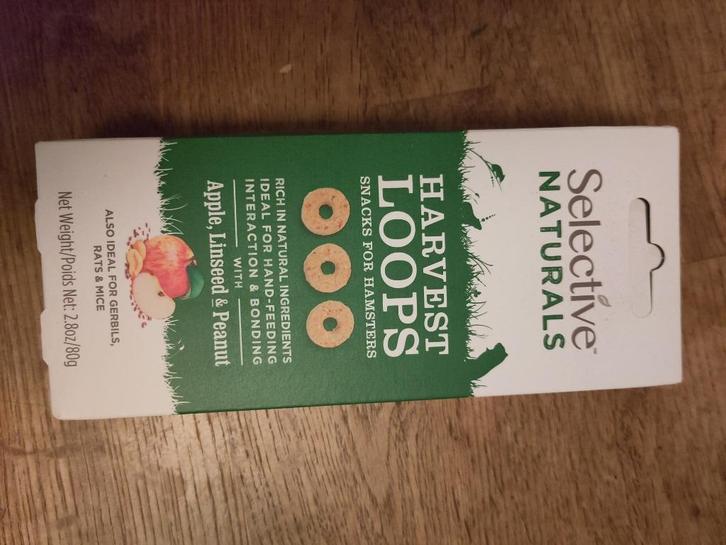 Selective™
NATURALS
HARVEST
LOOPS
SNACKS FOR HAMSTERS
RICH IN NATURAL INGREDIENTS
IDEAL FOR HAND-FEEDING
INTERACTION & BONDING
WITH
Apple, Linseed & Peanut
ALSO IDEAL FOR GERBILS,
RATS & MICE
Net Weight/Poids Net: 2.8oz/80g